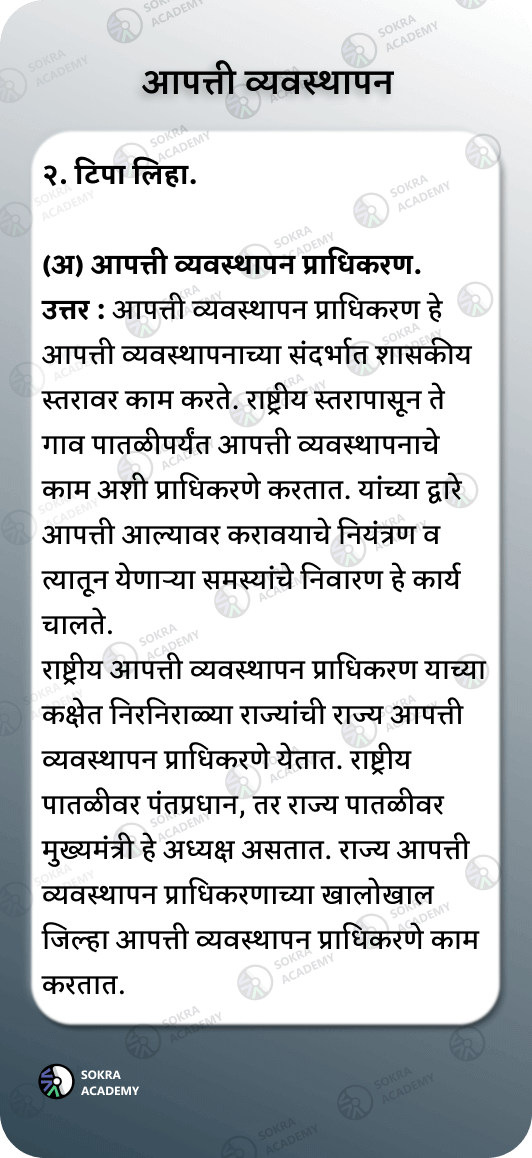 आपत्ती व्यवस्थापन
२. टिपा लिहा.
(अ) आपत्ती व्यवस्थापन प्राधिकरण.
उत्तर : आपत्ती व्यवस्थापन प्राधिकरण हे
आपत्ती व्यवस्थापनाच्या संदर्भात शासकीय
स्तरावर काम करते. राष्ट्रीय स्तरापासून ते
गाव पातळीपर्यंत आपत्ती व्यवस्थापनाचे
काम अशी प्राधिकरणे करतात. यांच्या द्वारे
आपत्ती आल्यावर करावयाचे नियंत्रण व
त्यातून येणाऱ्या समस्यांचे निवारण हे कार्य
चालते.
राष्ट्रीय आपत्ती व्यवस्थापन प्राधिकरण याच्या
कक्षेत निरनिराळ्या राज्यांची राज्य आपत्ती
व्यवस्थापन प्राधिकरणे येतात. राष्ट्रीय
पातळीवर पंतप्रधान, तर राज्य पातळीवर
मुख्यमंत्री हे अध्यक्ष असतात. राज्य आपत्ती
व्यवस्थापन प्राधिकरणाच्या खालोखाल
जिल्हा आपत्ती व्यवस्थापन प्राधिकरणे काम
करतात.
SOKRA
ACADEMY